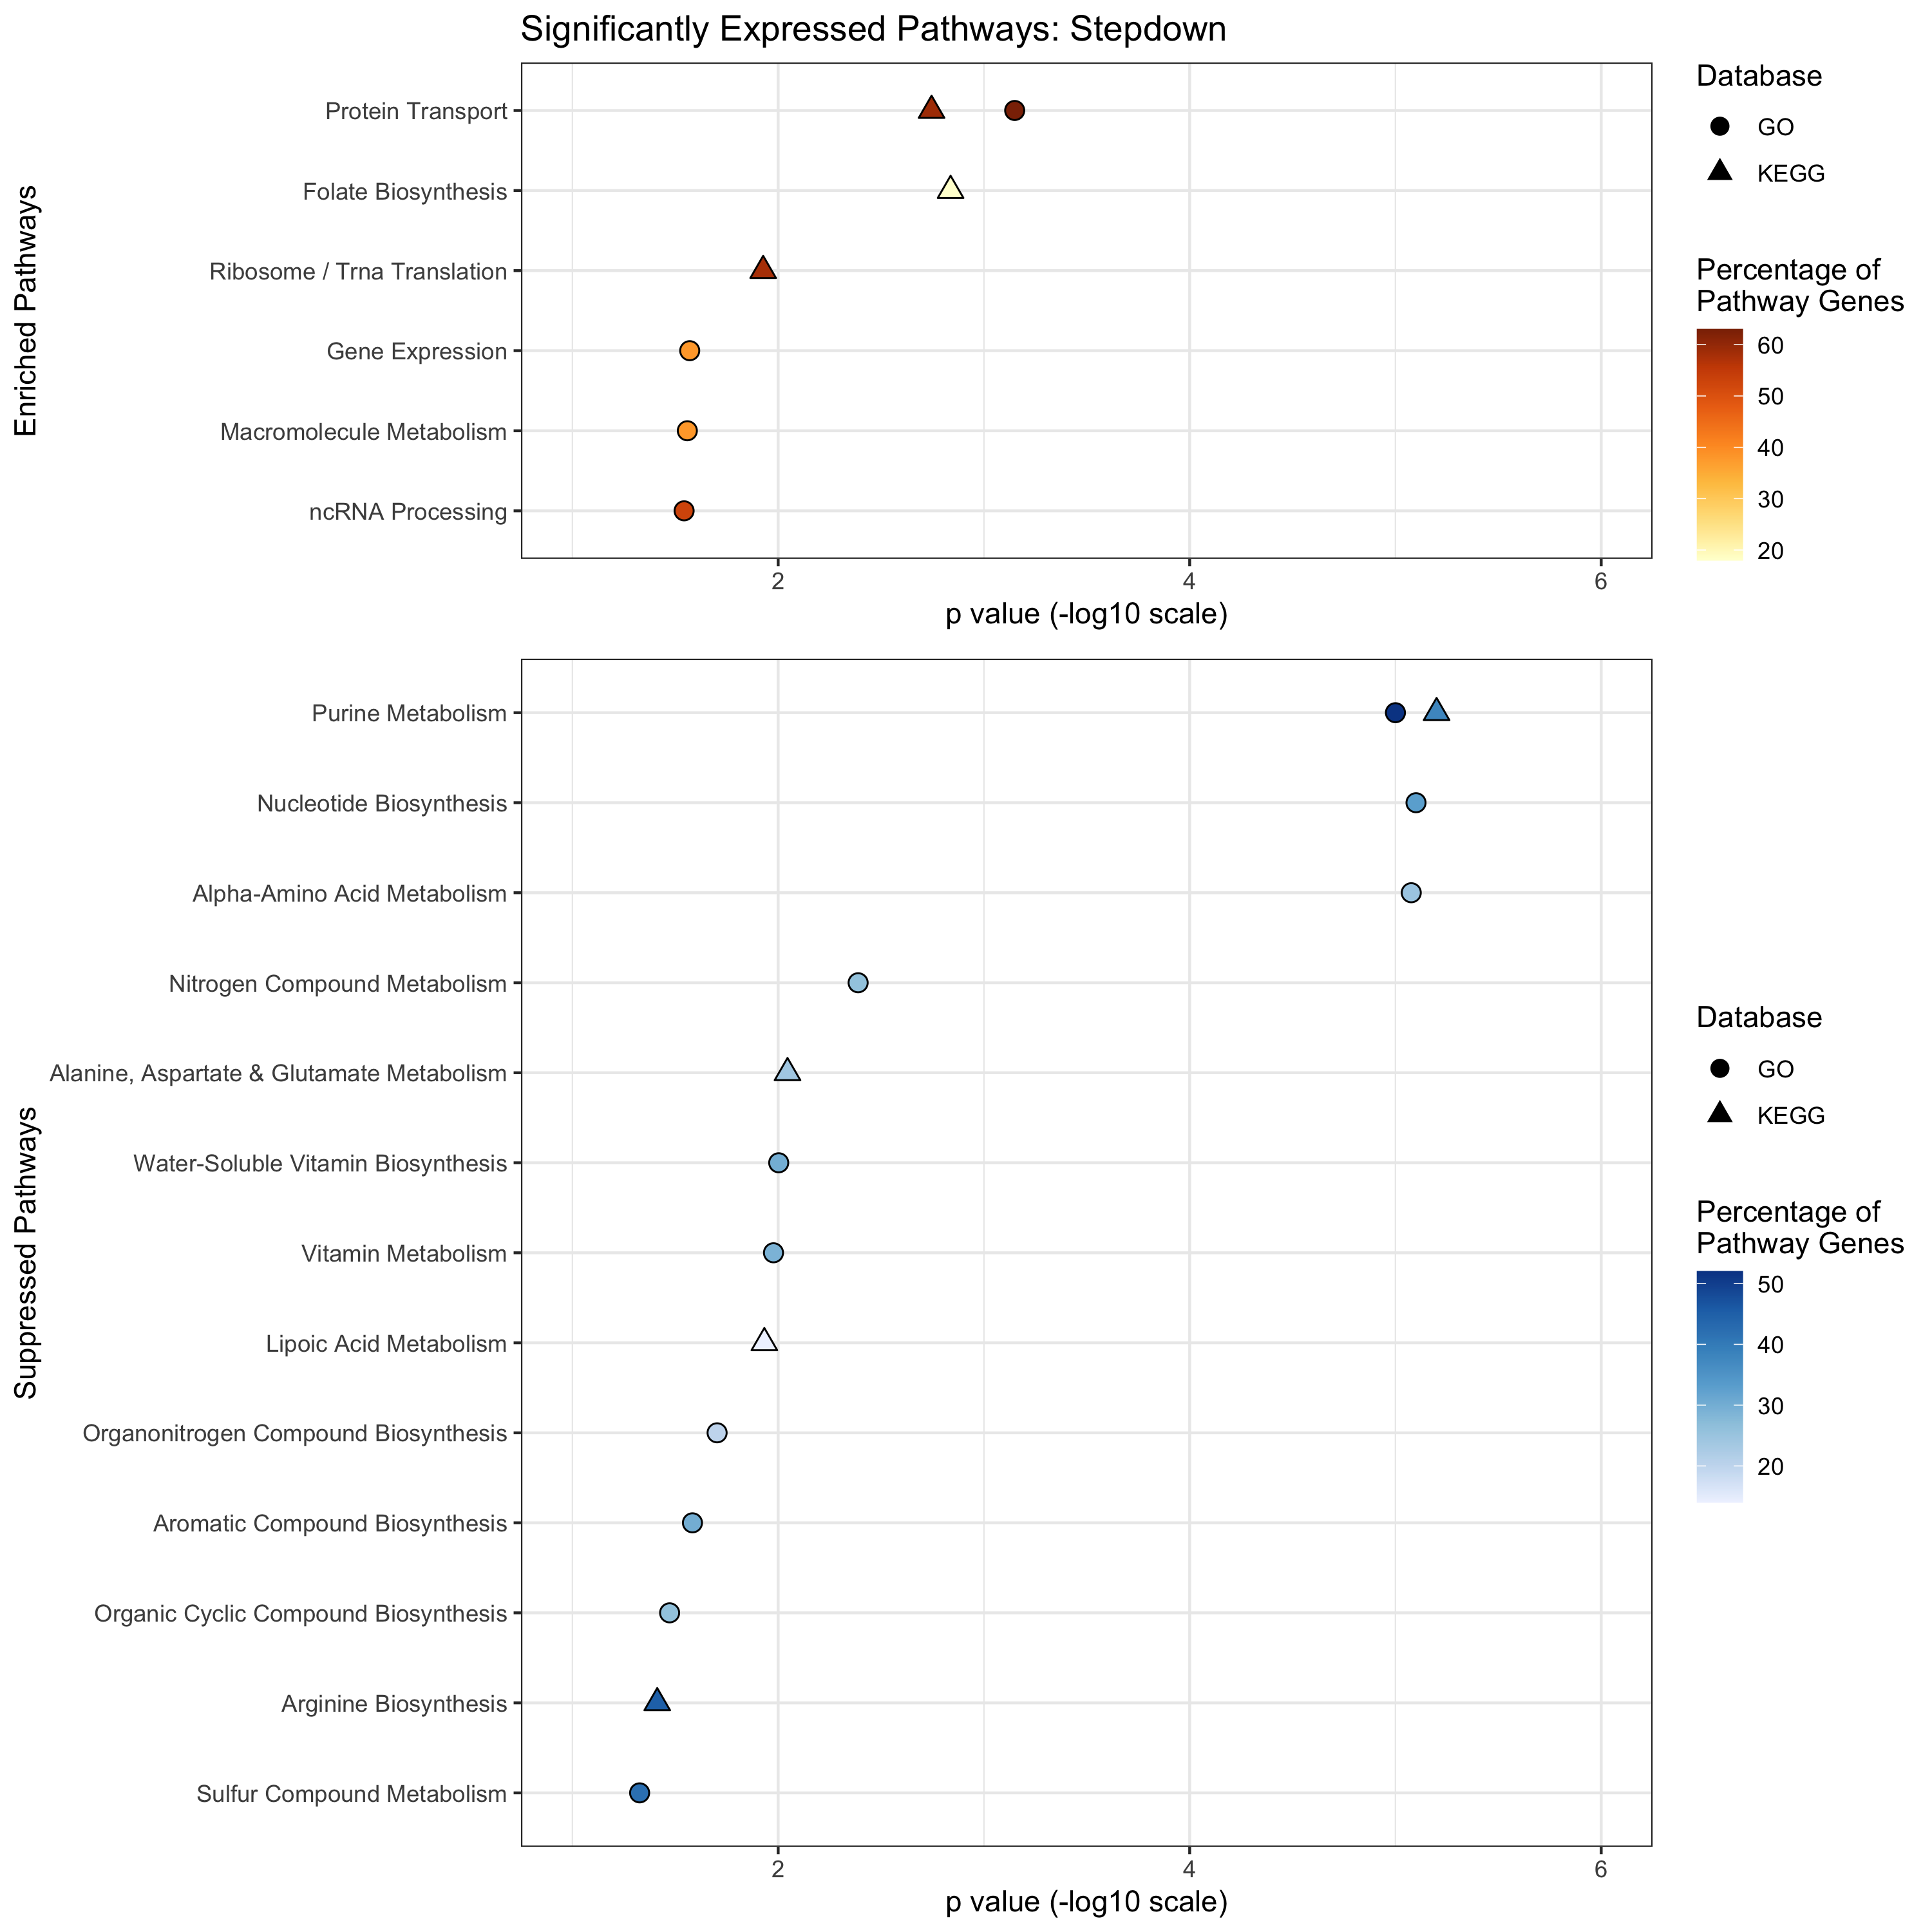 Significantly Expressed Pathways: Stepdown
Enriched Pathways
Protein Transport
Folate Biosynthesis
Ribosome / Trna Translation
Gene Expression
Macromolecule Metabolism
ncRNA Processing
2
4
6
p value (-log10 scale)
Database
GO
KEGG
Percentage of
Pathway Genes
60
50
40
30
20
Suppressed Pathways
Purine Metabolism
Nucleotide Biosynthesis
Alpha-Amino Acid Metabolism
Nitrogen Compound Metabolism
Alanine, Aspartate & Glutamate Metabolism
Water-Soluble Vitamin Biosynthesis
Vitamin Metabolism
Lipoic Acid Metabolism
Organonitrogen Compound Biosynthesis
Aromatic Compound Biosynthesis
Organic Cyclic Compound Biosynthesis
Arginine Biosynthesis
Sulfur Compound Metabolism
2
4
6
p value (-log10 scale)
Database
GO
KEGG
Percentage of
Pathway Genes
50
40
30
20